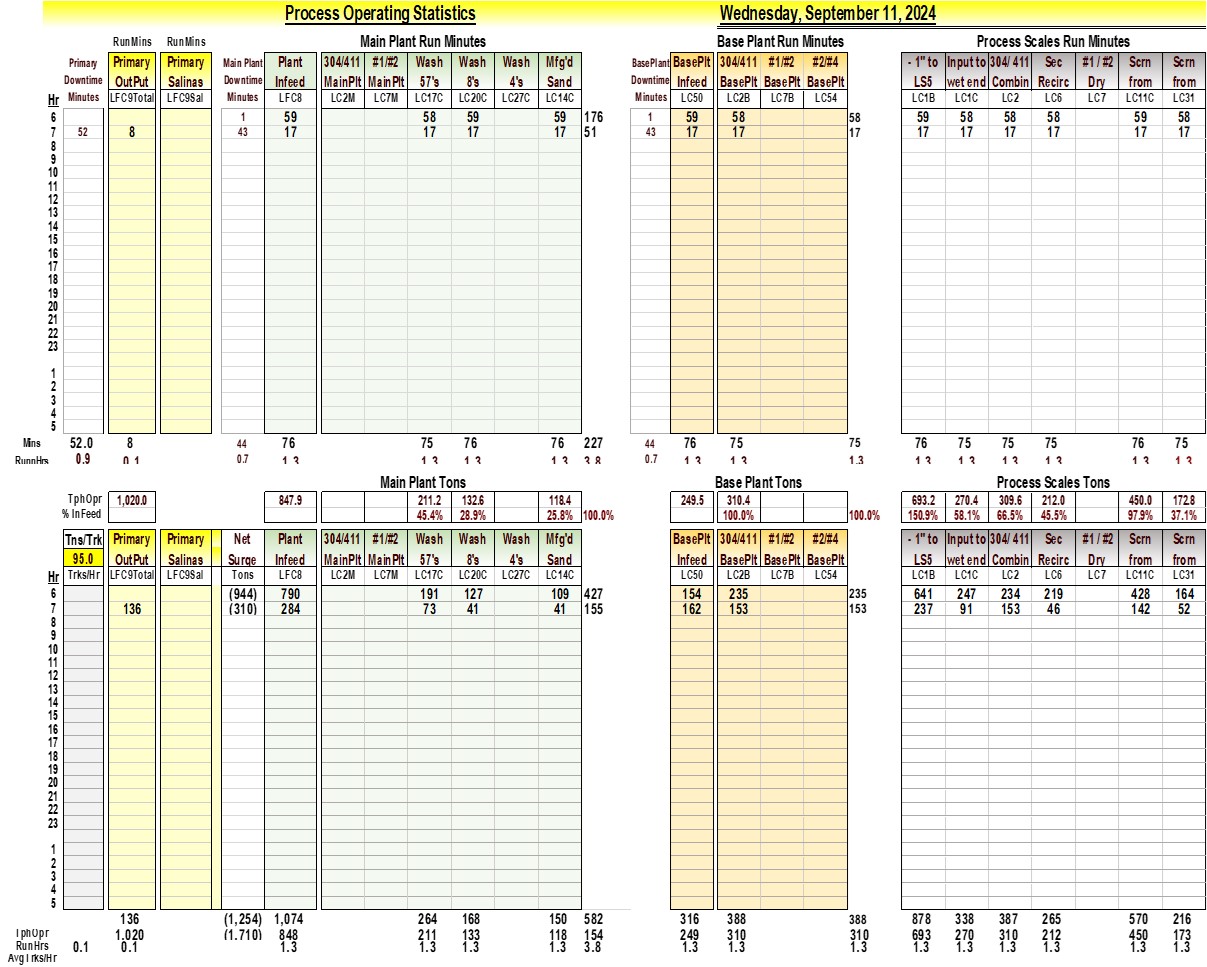 Process Operating Statistics Wednesday, September 11, 2024
RunMins RunMins Main Plant Run Minutes Base Plant Run Minutes Process Scales Run Minutes
Primary Primary Primary Main Plant Plant 304/411 #1/#2 Wash Wash Wash Mfg'd BasePlant BasePlt 304/411 #1/#2 #2/#4 - 1" to Input to 304/ 411 Sec #1 / #2 Scrn Scrn
Downtime OutPut Salinas Downtime Infeed MainPlt MainPlt 57's 8's 4's Sand Downtime Infeed BasePlt BasePlt BasePlt LS5 wet end Combin Recirc Dry from from
Hr Minutes LFC9Total LFC9Sal Minutes LFC8 LC2M LC7M LC17C LC20C LC27C LC14C Minutes LC50 LC2B LC7B LC54 LC1B LC1C LC2 LC6 LC7 LC11C LC31
6 1 59 58 59 59 176 1 59 58 58 59 58 58 58 59 58
7 52 8 43 17 17 17 17 51 43 17 17 17 17 17 17 17 17 17
8
9
10
11
12
13
14
15
16
17
18
19
20
21
22
23
1
2
3
4
5
Mins 52.0 8 44 76 75 76 76 227 44 76 75 75 76 75 75 75 76 75
RunnHrs 0.9 0.1 0.7 1.3 1.3 1.3 1.3 3.8 0.7 1.3 1.3 1.3 1.3 1.3 1.3 1.3 1.3 1.3
Main Plant Tons Base Plant Tons Process Scales Tons
TphOpr 1,020.0 847.9 211.2 132.6 118.4 249.5 310.4 693.2 270.4 309.6 212.0 450.0 172.8
% InFeed 45.4% 28.9% 25.8% 100.0% 100.0% 100.0% 150.9% 58.1% 66.5% 45.5% 97.9% 37.1%
Tns/Trk Primary Primary Net Plant 304/411 #1/#2 Wash Wash Wash Mfg'd BasePlt 304/411 #1/#2 #2/#4 - 1" to Input to 304/ 411 Sec #1 / #2 Scrn Scrn
95.0 OutPut Salinas Surge Infeed MainPlt MainPlt 57's 8's 4's Sand Infeed BasePlt BasePlt BasePlt LS5 wet end Combin Recirc Dry from from
Hr Trks/Hr LFC9Total LFC9Sal Tons LFC8 LC2M LC7M LC17C LC20C LC27C LC14C LC50 LC2B LC7B LC54 LC1B LC1C LC2 LC6 LC7 LC11C LC31
6 (944) 790 191 127 109 427 154 235 235 641 247 234 219 428 164
7 136 (310) 284 73 41 41 155 162 153 153 237 91 153 46 142 52
8
9
10
11
12
13
14
15
16
17
18
19
20
21
22
23
1
2
3
4
5
136 (1,254) 1,074 264 168 150 582 316 388 388 878 338 387 265 570 216
TphOpr 1,020 (1,710) 848 211 133 118 154 249 310 310 693 270 310 212 450 173
RunHrs 0.1 0.1 1.3 1.3 1.3 1.3 3.8 1.3 1.3 1.3 1.3 1.3 1.3 1.3 1.3 1.3
AvgTrks/Hr